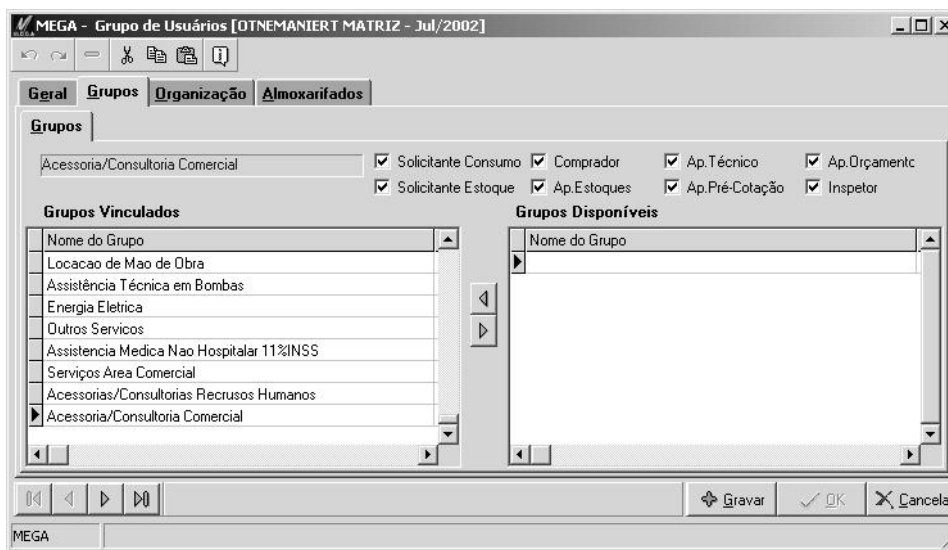 MEGA - Grupo de Usuários [OTNEMANIERT MATRIZ - Jul/2002]
Geral Grupos Organização Almoxarifados
Grupos
Acessoria/Consultoria Comercial
Solicitante Consumo Comprador Ap.Técnico Ap.Orçamentc
Solicitante Estoque Ap.Estoques Ap.Pré-Cotação Inspetor
Grupos Vinculados Grupos Disponíveis
Nome do Grupo Nome do Grupo
Locacao de Mao de Obra
Assistência Técnica em Bombas
Energia Eletrica
Outros Servicos
Assistencia Medica Nao Hospitalar 11%INSS
Serviços Area Comercial
Acessorias/Consultorias Recrusos Humanos
Acessoria/Consultoria Comercial
Gravar OK Cancela
MEGA